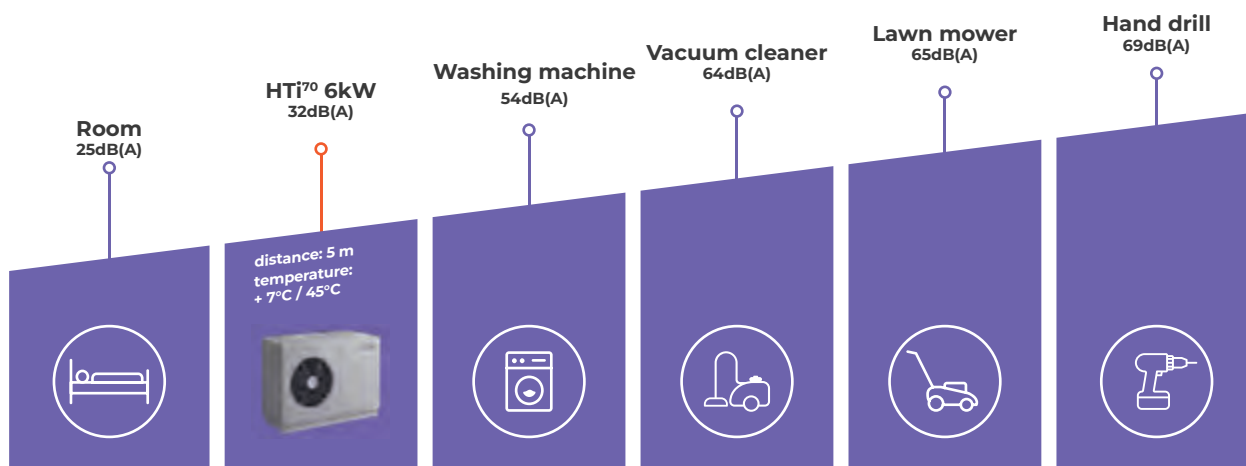 Room
25dB(A)
HTi⁷⁰ 6kW
32dB(A)
distance: 5 m
temperature:
+ 7°C / 45°C
Washing machine
54dB(A)
Vacuum cleaner
64dB(A)
Lawn mower
65dB(A)
Hand drill
69dB(A)